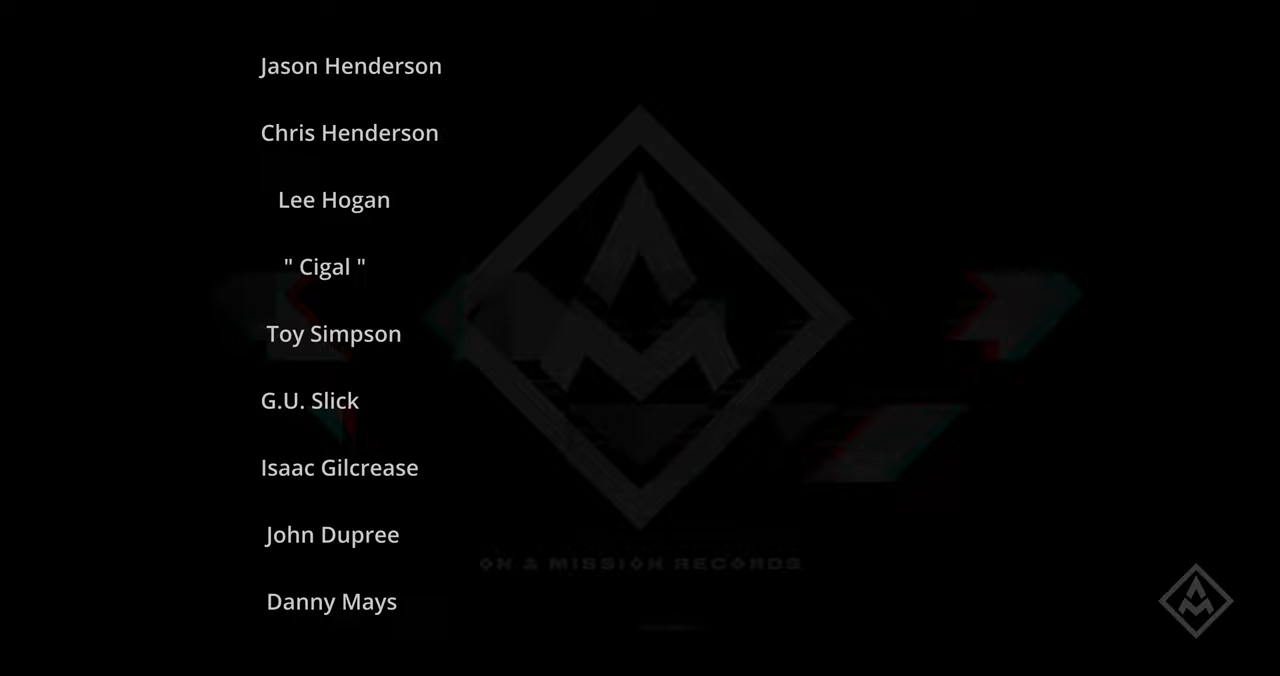 Jason Henderson
Chris Henderson
Lee Hogan
" Cigal "
Toy Simpson
G.U. Slick
Isaac Gilcrease
John Dupree
Danny Mays
ON A MISSION RECORDS